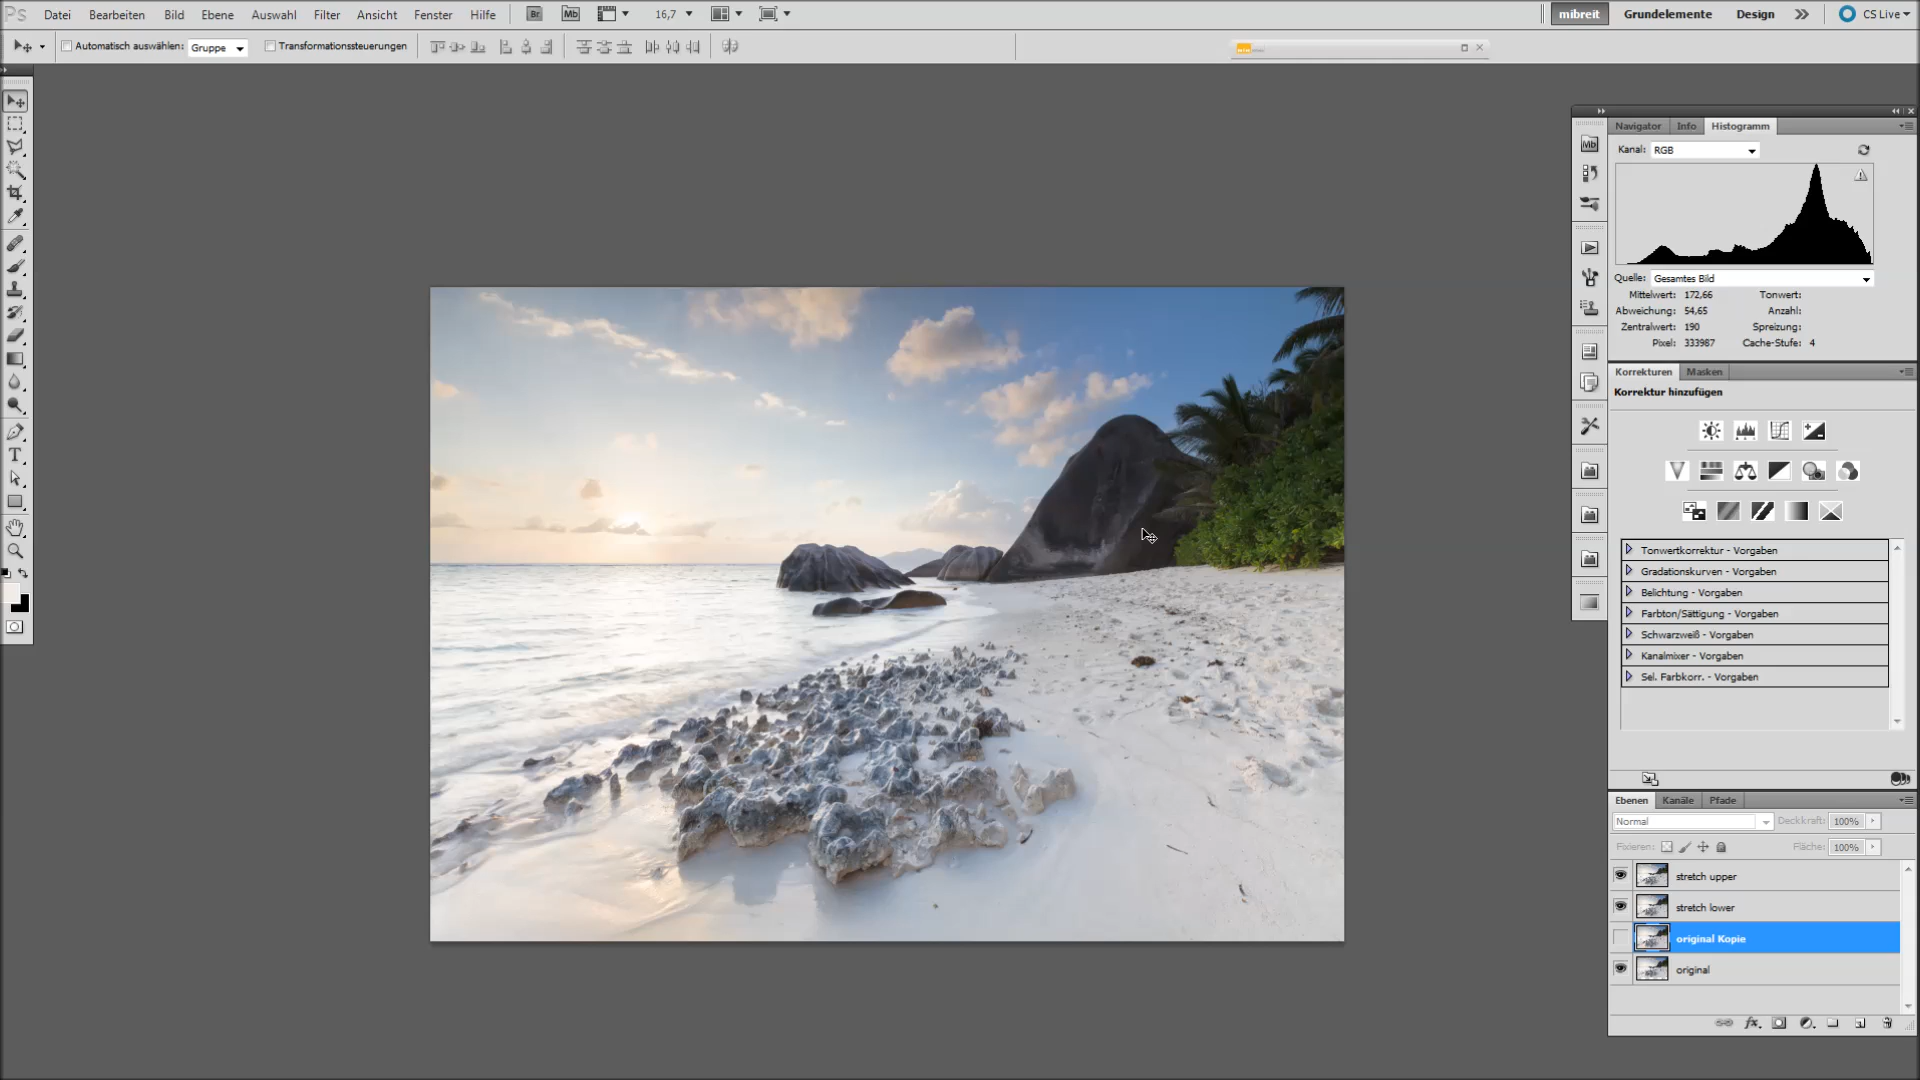 Ps Datei Bearbeiten Bild Ebene Auswahl Filter Ansicht Fenster Hilfe Br Mb 16,7 mibreit Grundelemente Design CS Live
Automatisch auswählen: Gruppe Transformationssteuerungen
Navigator Info Histogramm
Mb
Kanal: RGB
Quelle: Gesamtes Bild
Mittelwert: 172,66 Tonwert:
Abweichung: 54,65 Anzahl:
Zentralwert: 190 Spreizung:
Pixel: 333987 Cache-Stufe: 4
Korrekturen Masken
Korrektur hinzufügen
Tonwertkorrektur - Vorgaben
Gradationskurven - Vorgaben
Belichtung - Vorgaben
Farbton/Sättigung - Vorgaben
Schwarzweiß - Vorgaben
Kanalmixer - Vorgaben
Sel. Farbkorr. - Vorgaben
Ebenen Kanäle Pfade
Normal Deckkraft: 100%
Fixieren: Fläche: 100%
stretch upper
stretch lower
original Kopie
original